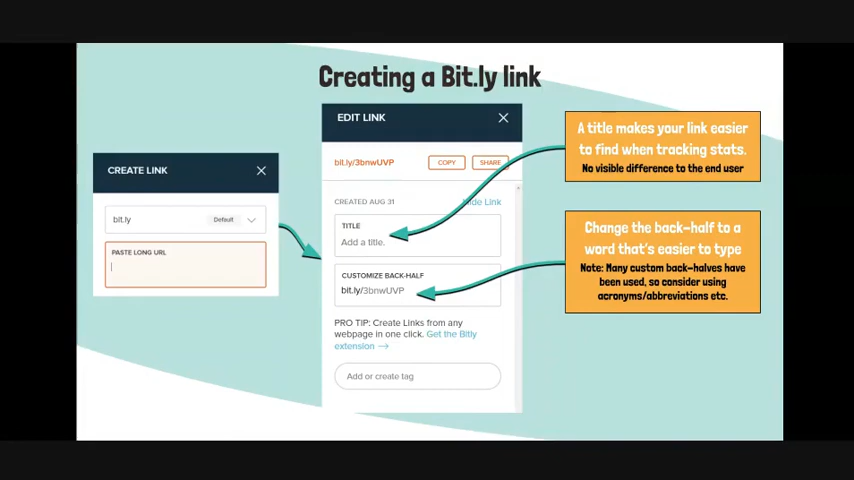 Creating a Bit.ly link
CREATE LINK
bit.ly
Default
PASTE LONG URL
EDIT LINK
bit.ly/3bnwUVP
COPY
SHARE
CREATED AUG 31
Hide Link
TITLE
Add a title.
CUSTOMIZE BACK-HALF
bit.ly/3bnwUVP
PRO TIP: Create Links from any
webpage in one click. Get the Bitly
extension →
Add or create tag
A title makes your link easier
to find when tracking stats.
No visible difference to the end user
Change the back-half to a
word that's easier to type
Note: Many custom back-halves have
been used, so consider using
acronyms/abbreviations etc.